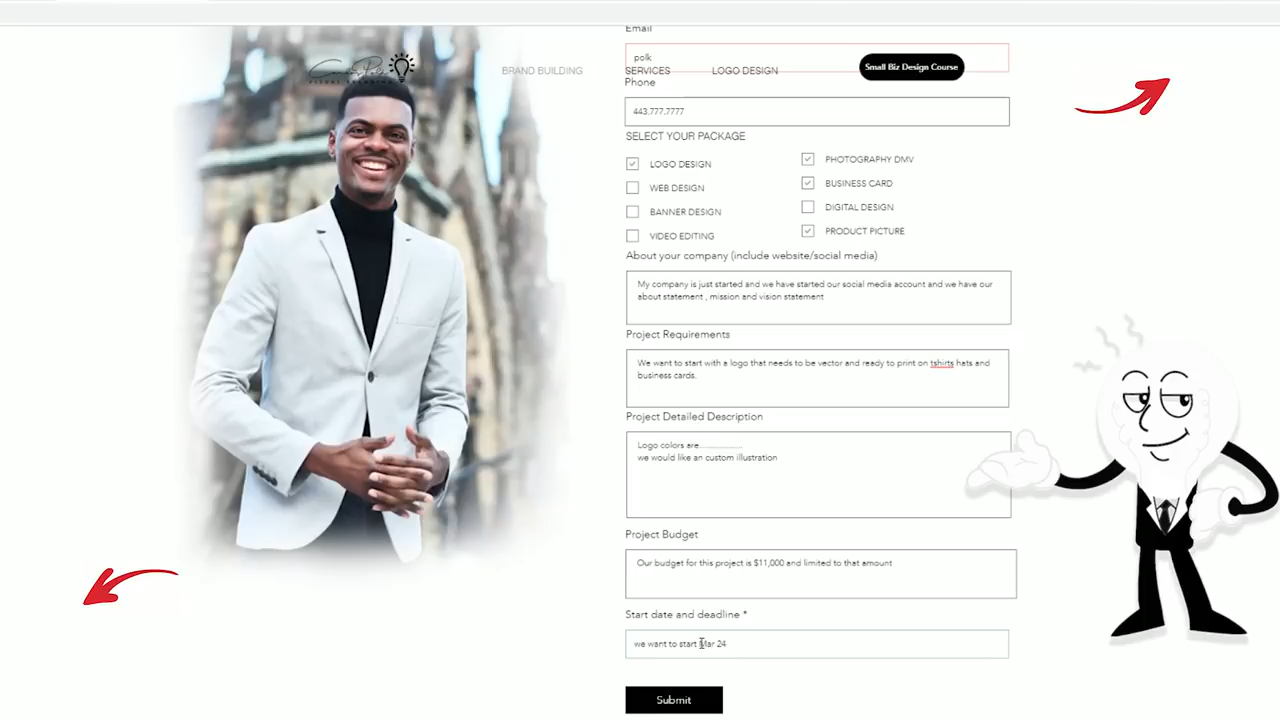 Email
polk
BRAND BUILDING
SERVICES
LOGO DESIGN
Small Biz Design Course
Phone
443.777.7777
SELECT YOUR PACKAGE
LOGO DESIGN
PHOTOGRAPHY DMV
WEB DESIGN
BUSINESS CARD
BANNER DESIGN
DIGITAL DESIGN
VIDEO EDITING
PRODUCT PICTURE
About your company (include website/social media)
My company is just started and we have started our social media account and we have our
about statement , mission and vision statement
Project Requirements
We want to start with a logo that needs to be vector and ready to print on tshirts hats and
business cards.
Project Detailed Description
Logo colors are..................
we would like an custom illustration
Project Budget
Our budget for this project is $11,000 and limited to that amount
Start date and deadline *
we want to start Mar 24
Submit